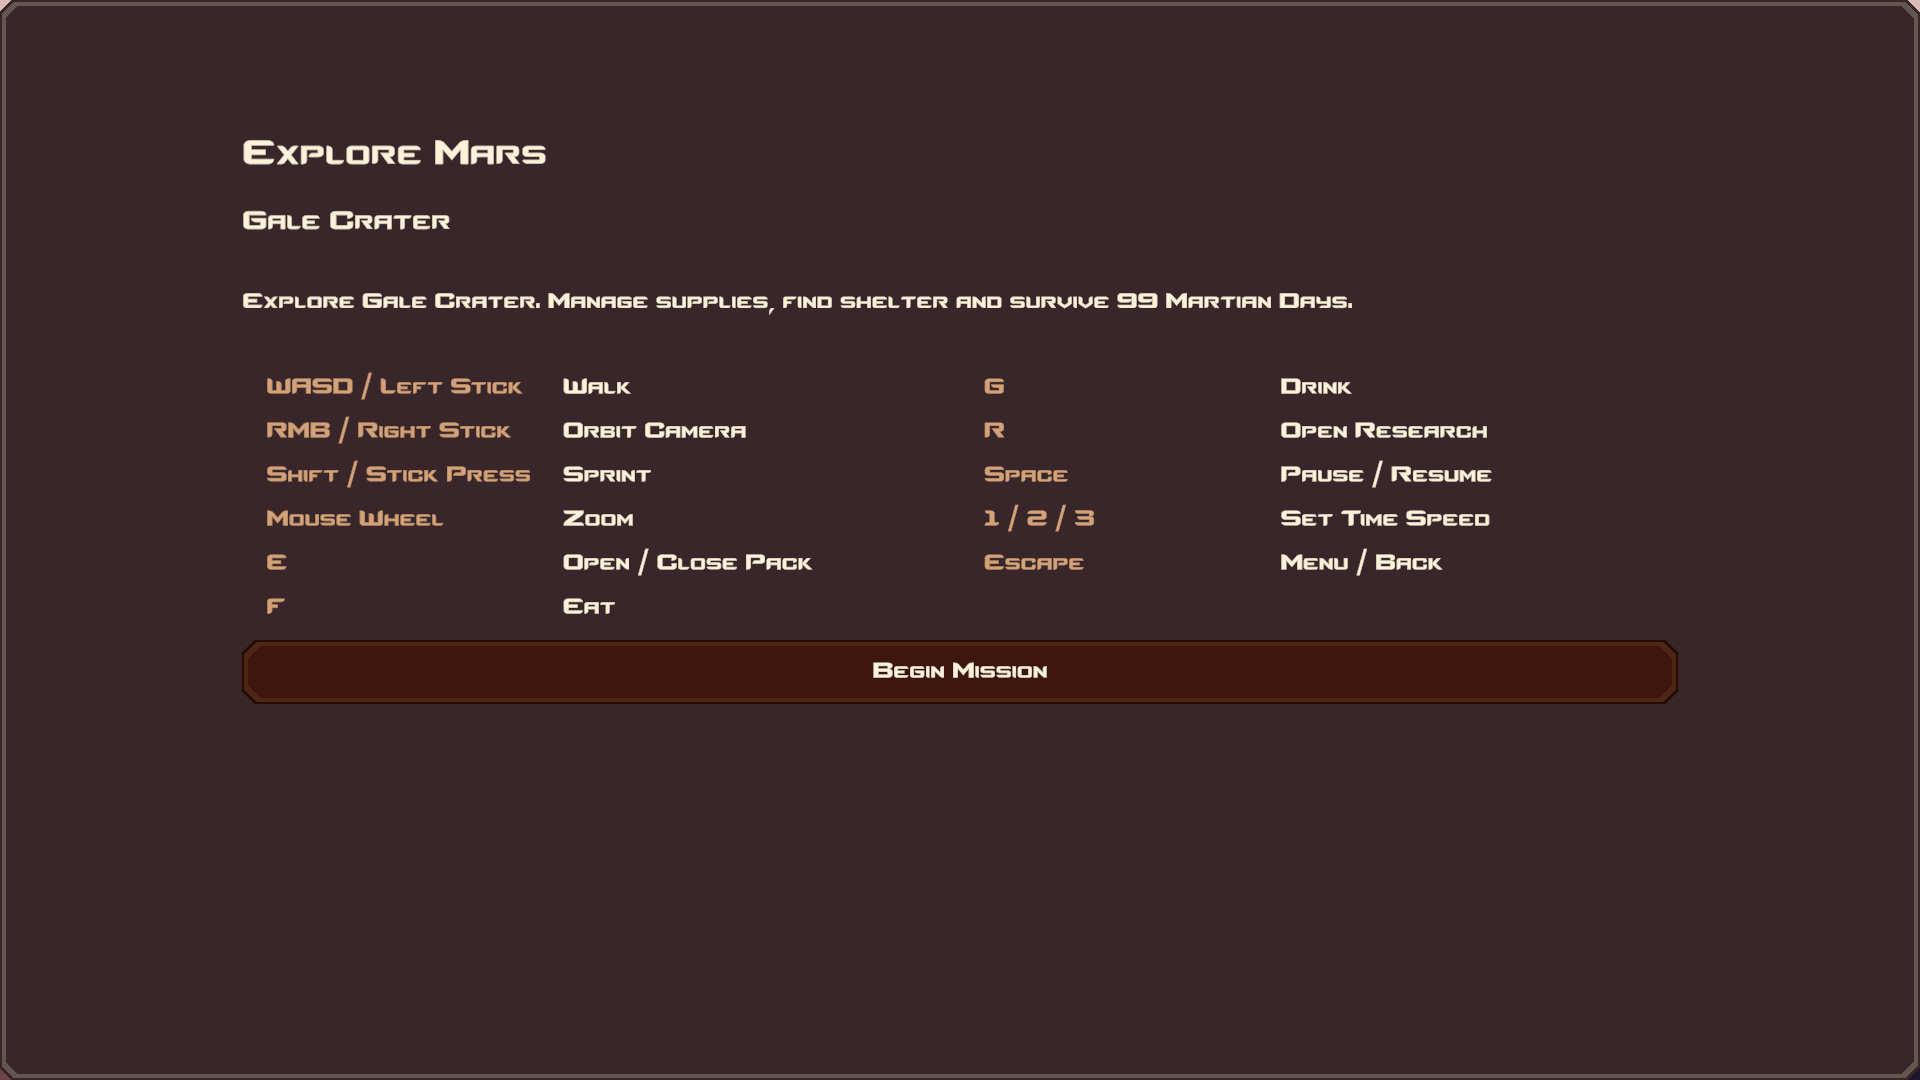 Explore Mars
Gale Crater
Explore Gale Crater. Manage supplies, find shelter and survive 99 Martian Days.
WASD / Left Stick Walk G Drink
RMB / Right Stick Orbit Camera R Open Research
Shift / Stick Press Sprint Space Pause / Resume
Mouse Wheel Zoom 1 / 2 / 3 Set Time Speed
E Open / Close Pack Escape Menu / Back
F Eat
Begin Mission